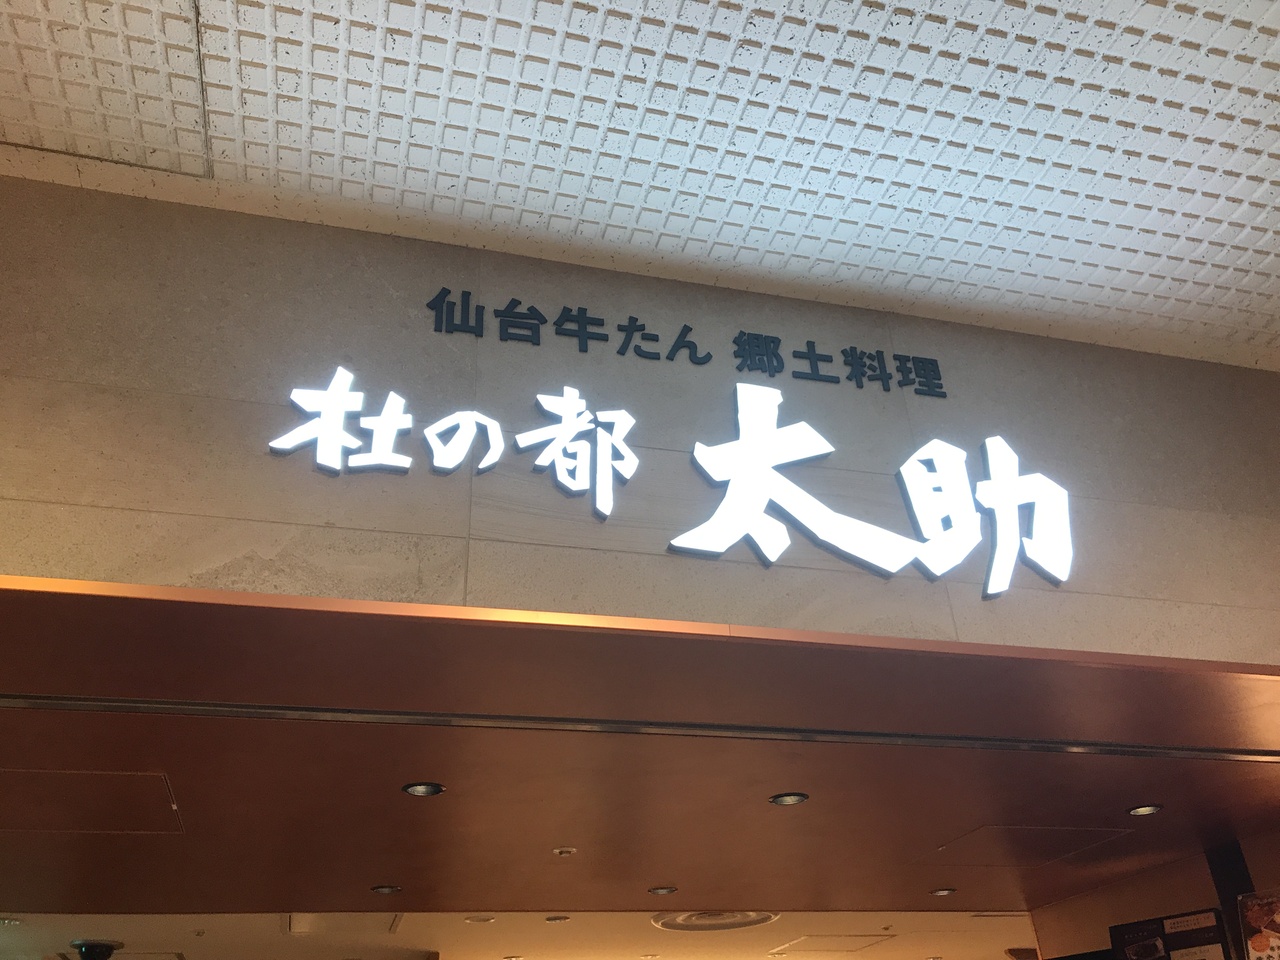 仙台牛たん 郷土料理
杜の都 太助